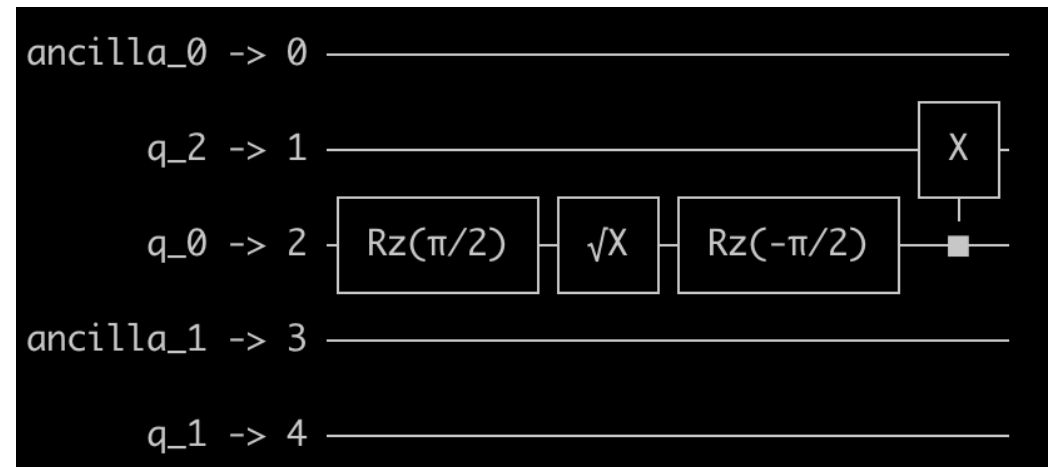 ancilla_0 -> 0
q_2 -> 1 X
q_0 -> 2 Rz(π/2) √X Rz(-π/2)
ancilla_1 -> 3
q_1 -> 4